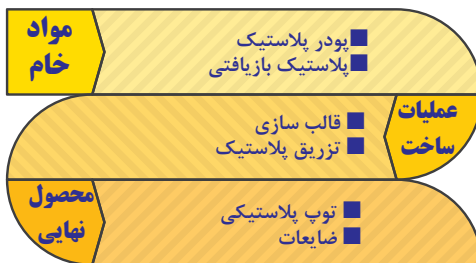 مواد
خام
■پودر پلاستیک
■پلاستیک بازیافتی
عملیات
ساخت
■ قالب سازی
■ تزریق پلاستیک
محصول
نهایی
■ توپ پلاستیکی
■ ضایعات